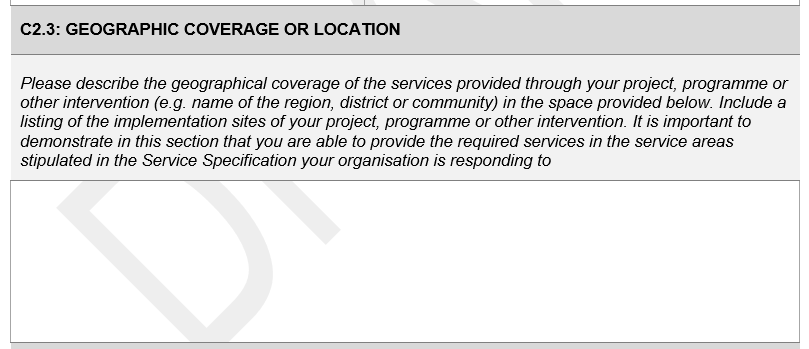 C2.3: GEOGRAPHIC COVERAGE OR LOCATION
Please describe the geographical coverage of the services provided through your project, programme or
other intervention (e.g. name of the region, district or community) in the space provided below. Include a
listing of the implementation sites of your project, programme or other intervention. It is important to
demonstrate in this section that you are able to provide the required services in the service areas
stipulated in the Service Specification your organisation is responding to